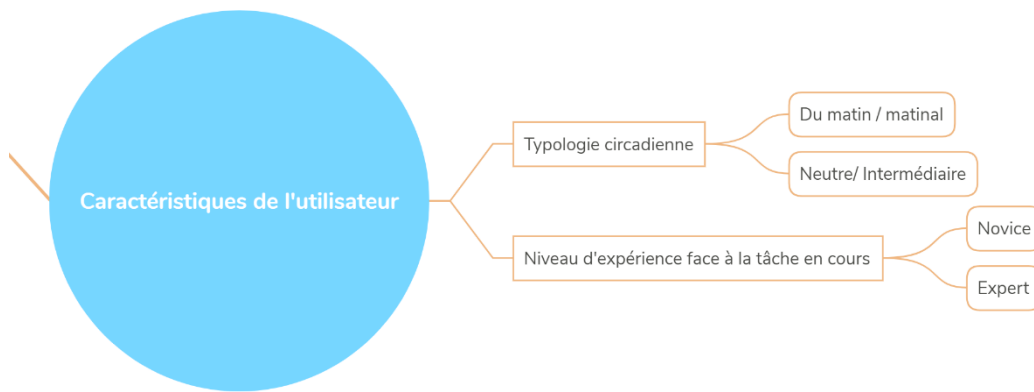 Caractéristiques de l'utilisateur
Typologie circadienne
Du matin / matinal
Neutre/ Intermédiaire
Niveau d'expérience face à la tâche en cours
Novice
Expert